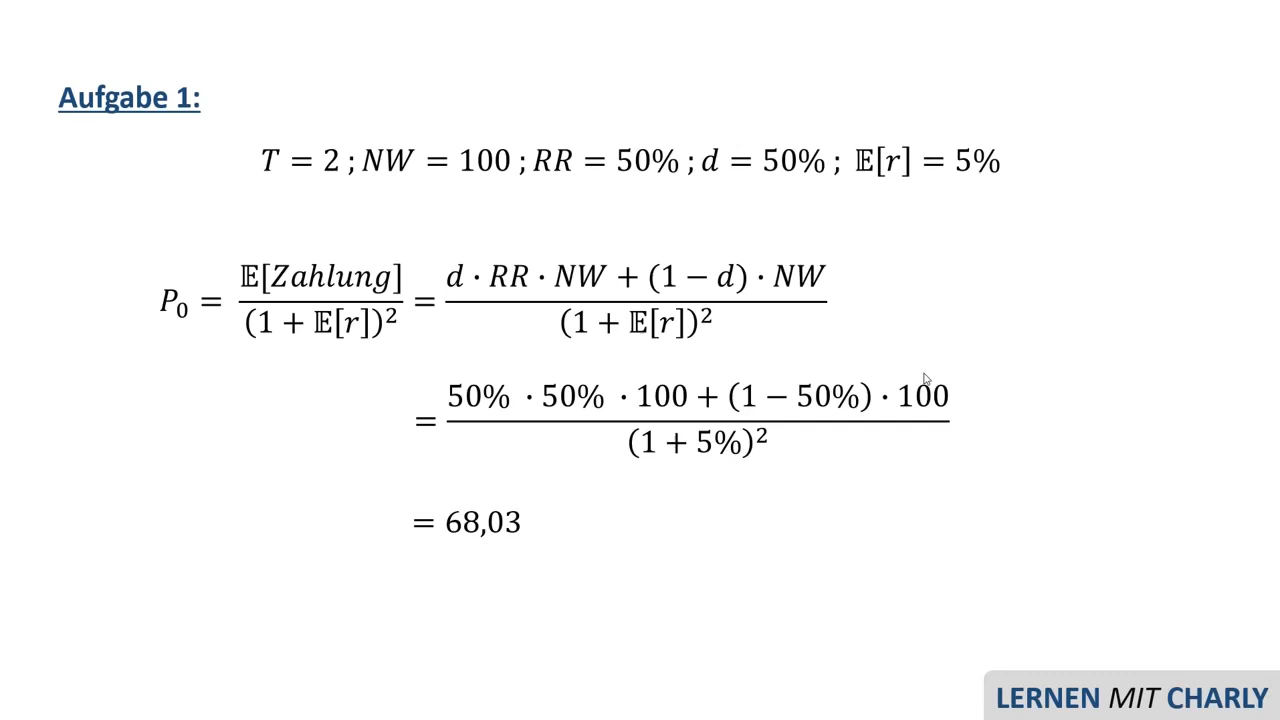 Aufgabe 1:
T = 2 ; NW = 100 ; RR = 50% ; d = 50% ; 𝔼[r] = 5%
P₀ = 𝔼[Zahlung] / (1 + 𝔼[r])² = d · RR · NW + (1 − d) · NW / (1 + 𝔼[r])²
= 50% · 50% · 100 + (1 − 50%) · 100 / (1 + 5%)²
= 68,03
LERNEN MIT CHARLY